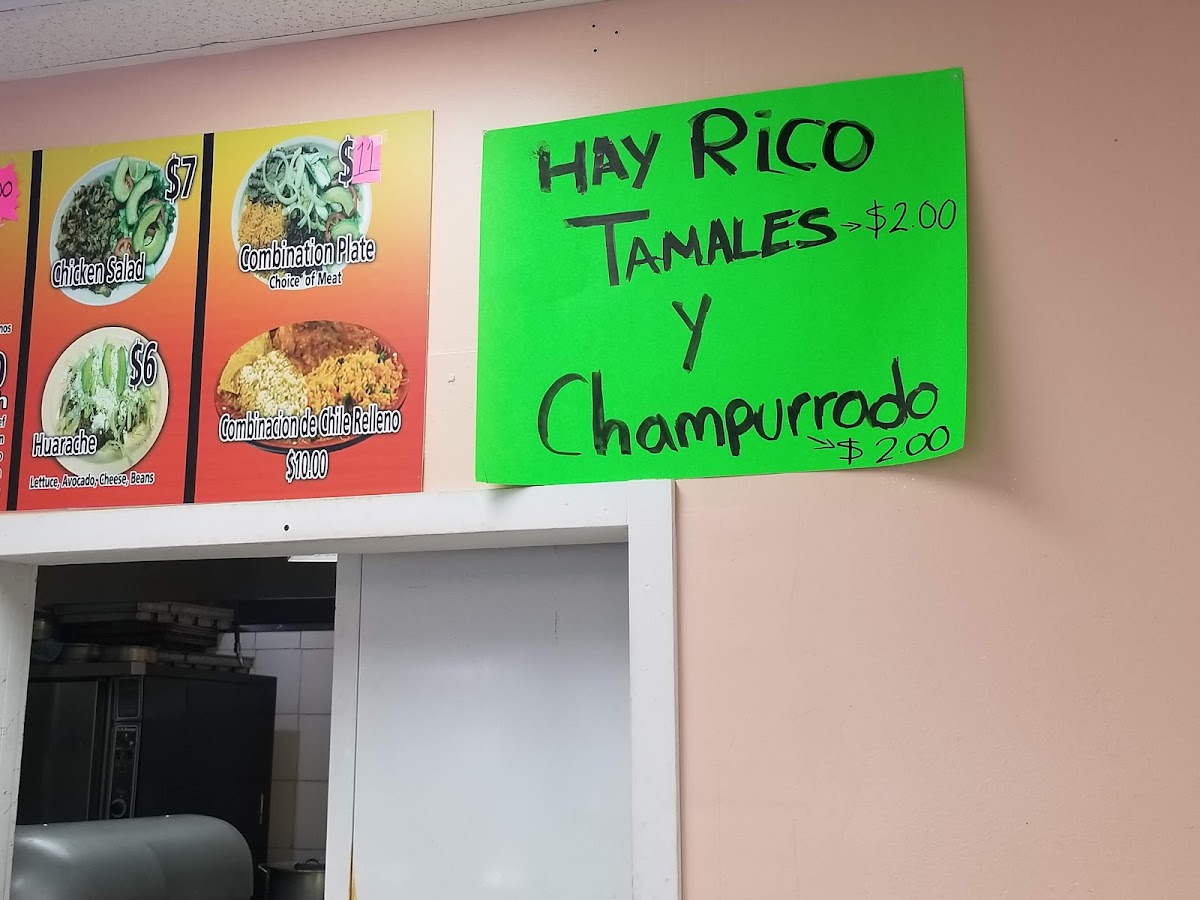 $7
Chicken Salad
$6
Huarache
Lettuce, Avocado, Cheese, Beans
$11
Combination Plate
Choice of Meat
Combinacion de Chile Relleno
$10.00
HAY RICO
TAMALES → $2.00
Y
Champurrado
→ $ 2.00